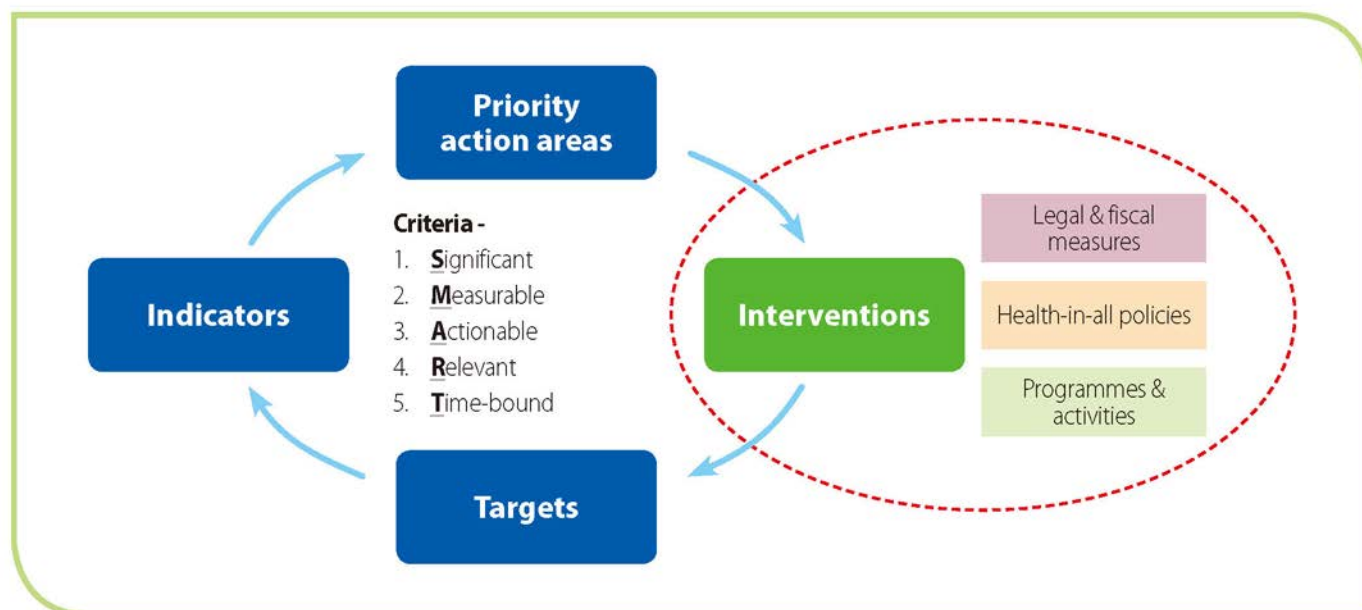 Priority
action areas
Criteria -
1. Significant
2. Measurable
3. Actionable
4. Relevant
5. Time-bound
Indicators
Interventions
Legal & fiscal
measures
Health-in-all policies
Programmes &
activities
Targets